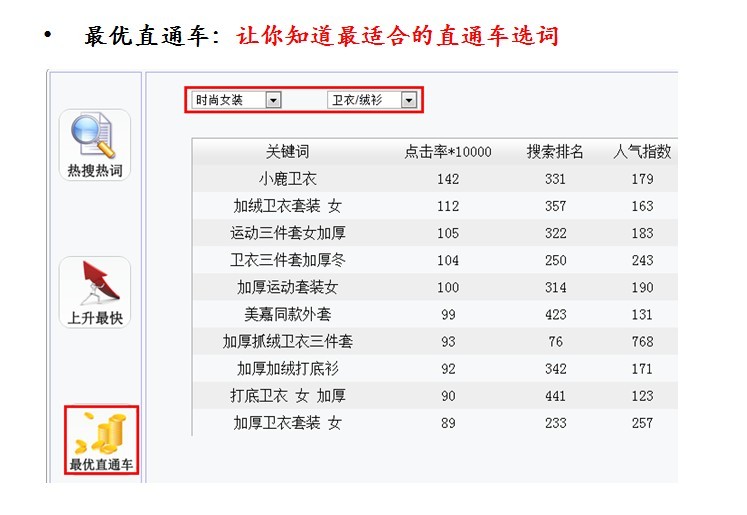 • 最优直通车：让你知道最适合的直通车选词
时尚女装 卫衣/绒衫
热搜热词
上升最快
最优直通车
关键词 点击率*10000 搜索排名 人气指数
小鹿卫衣 142 331 179
加绒卫衣套装 女 112 357 163
运动三件套女加厚 105 322 183
卫衣三件套加厚冬 104 250 243
加厚运动套装女 100 314 190
美嘉同款外套 99 423 131
加厚抓绒卫衣三件套 93 76 768
加厚加绒打底衫 92 342 171
打底卫衣 女 加厚 90 441 123
加厚卫衣套装 女 89 233 257